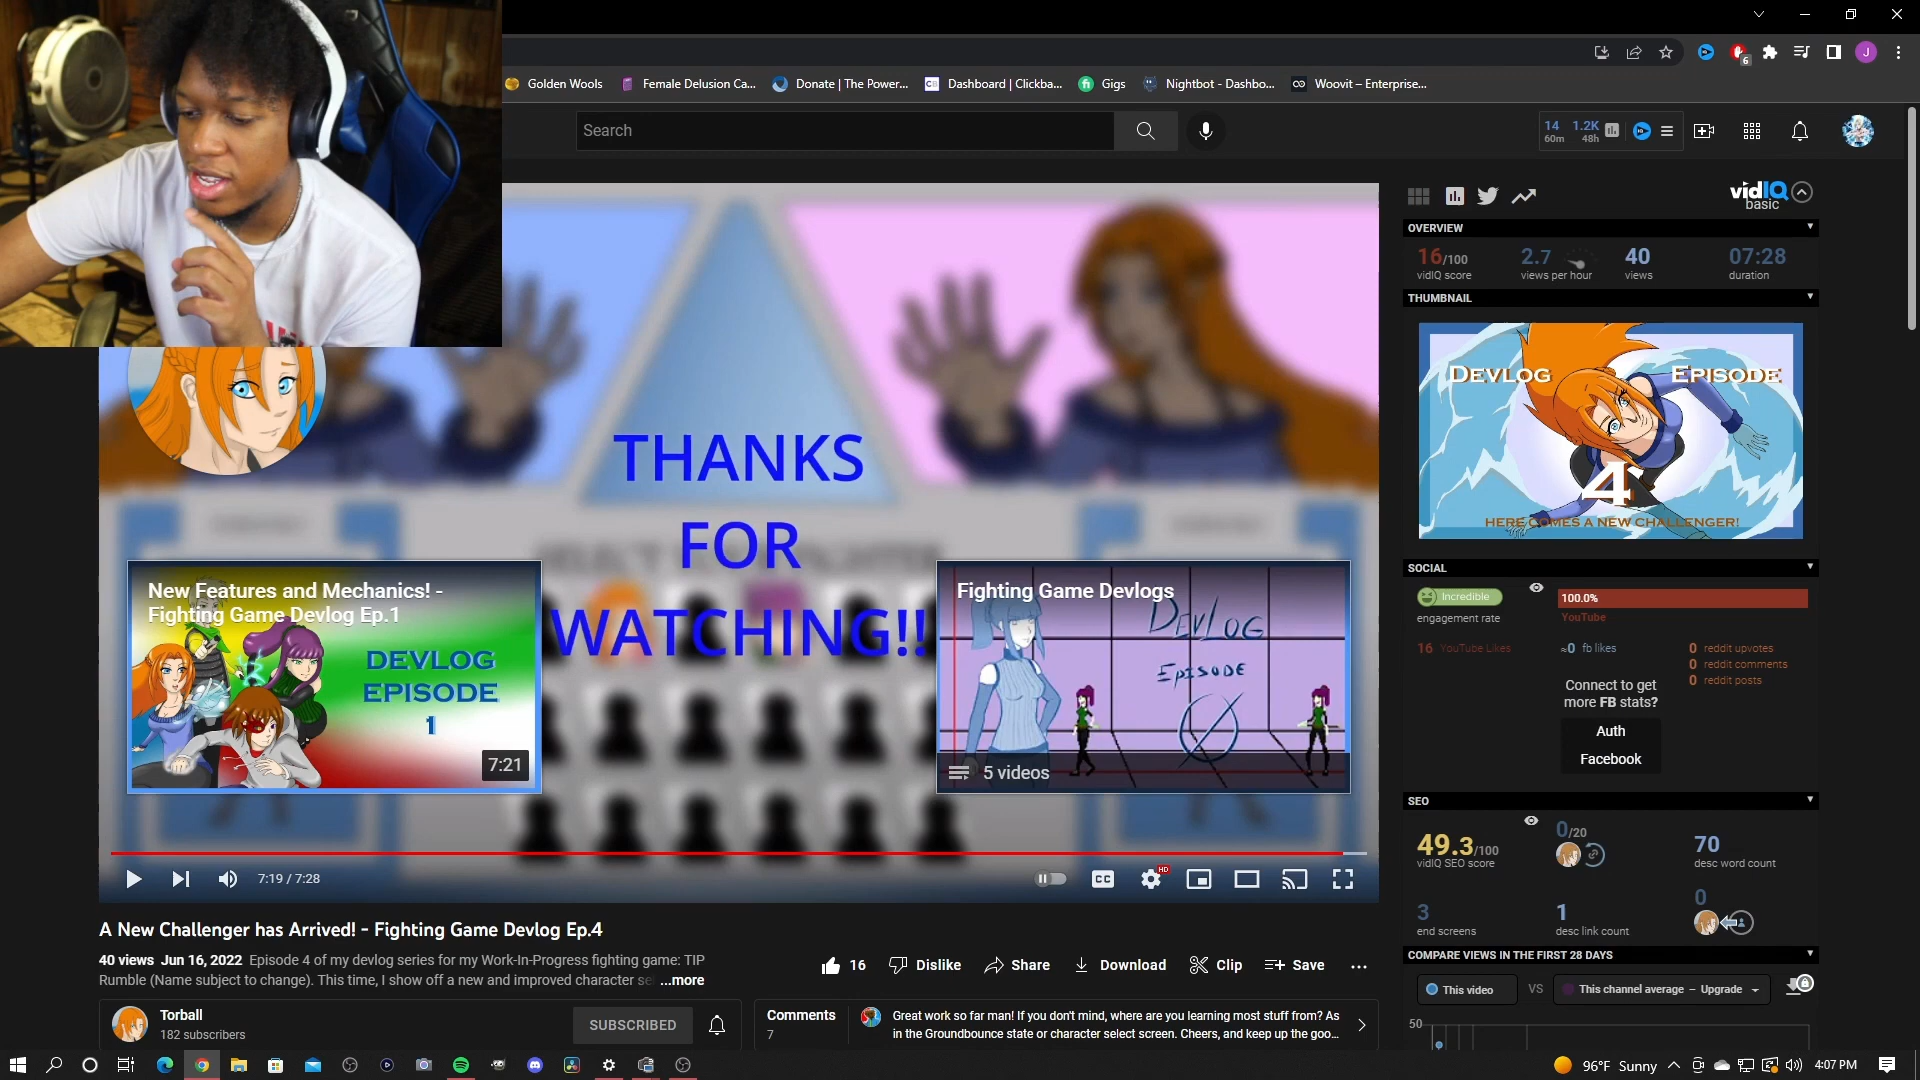 Golden Wools
Female Delusion Ca...
Donate | The Power...
CB
Dashboard | Clickba...
Gigs
Nightbot - Dashbo...
Woovit – Enterprise...
6
J
Search
14
60m
1.2K
48h
vidIQ
basic
OVERVIEW
16/100
vidIQ score
2.7
views per hour
40
views
07:28
duration
THUMBNAIL
DEVLOG EPISODE
4
HERE COMES A NEW CHALLENGER!
SOCIAL
Incredible
engagement rate
100.0%
YouTube
16 YouTube Likes
≈0 fb likes
0 reddit upvotes
0 reddit comments
0 reddit posts
Connect to get
more FB stats?
Auth
Facebook
SEO
49.3/100
vidIQ SEO score
0/20
70
desc word count
3
end screens
1
desc link count
0
COMPARE VIEWS IN THE FIRST 28 DAYS
This video
VS
This channel average – Upgrade
50
THANKS
FOR
WATCHING!!
New Features and Mechanics! -
Fighting Game Devlog Ep.1
DEVLOG
EPISODE
1
7:21
Fighting Game Devlogs
DEVLOG
EPISODE
0
5 videos
7:19 / 7:28
CC
HD
A New Challenger has Arrived! - Fighting Game Devlog Ep.4
40 views Jun 16, 2022 Episode 4 of my devlog series for my Work-In-Progress fighting game: TIP
Rumble (Name subject to change). This time, I show off a new and improved character se ...more
16
Dislike
Share
Download
Clip
Save
Torball
182 subscribers
SUBSCRIBED
Comments
7
Great work so far man! If you don't mind, where are you learning most stuff from? As
in the Groundbounce state or character select screen. Cheers, and keep up the goo...
96°F Sunny
4:07 PM